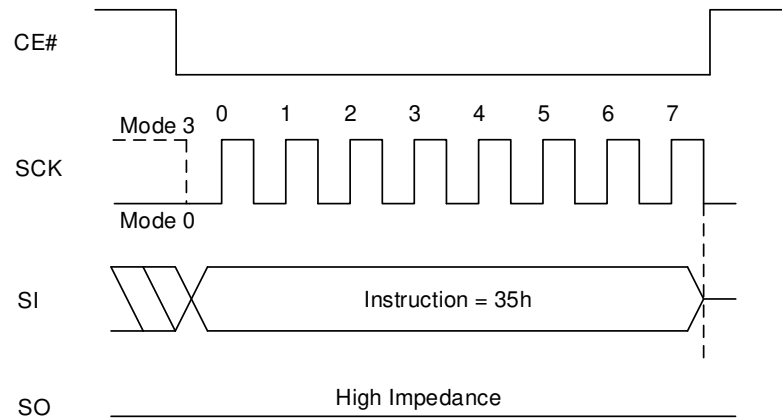 CE#
0 1 2 3 4 5 6 7
Mode 3
SCK
Mode 0
SI
Instruction = 35h
High Impedance
SO